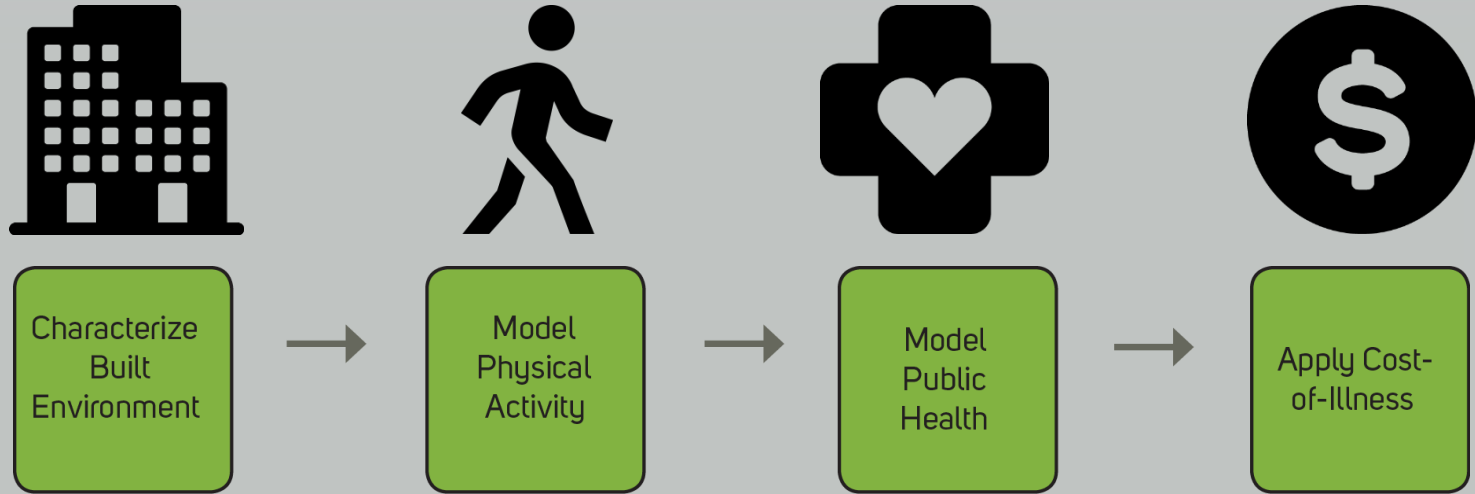 Characterize
Built
Environment
Model
Physical
Activity
Model
Public
Health
Apply Cost-
of-Illness